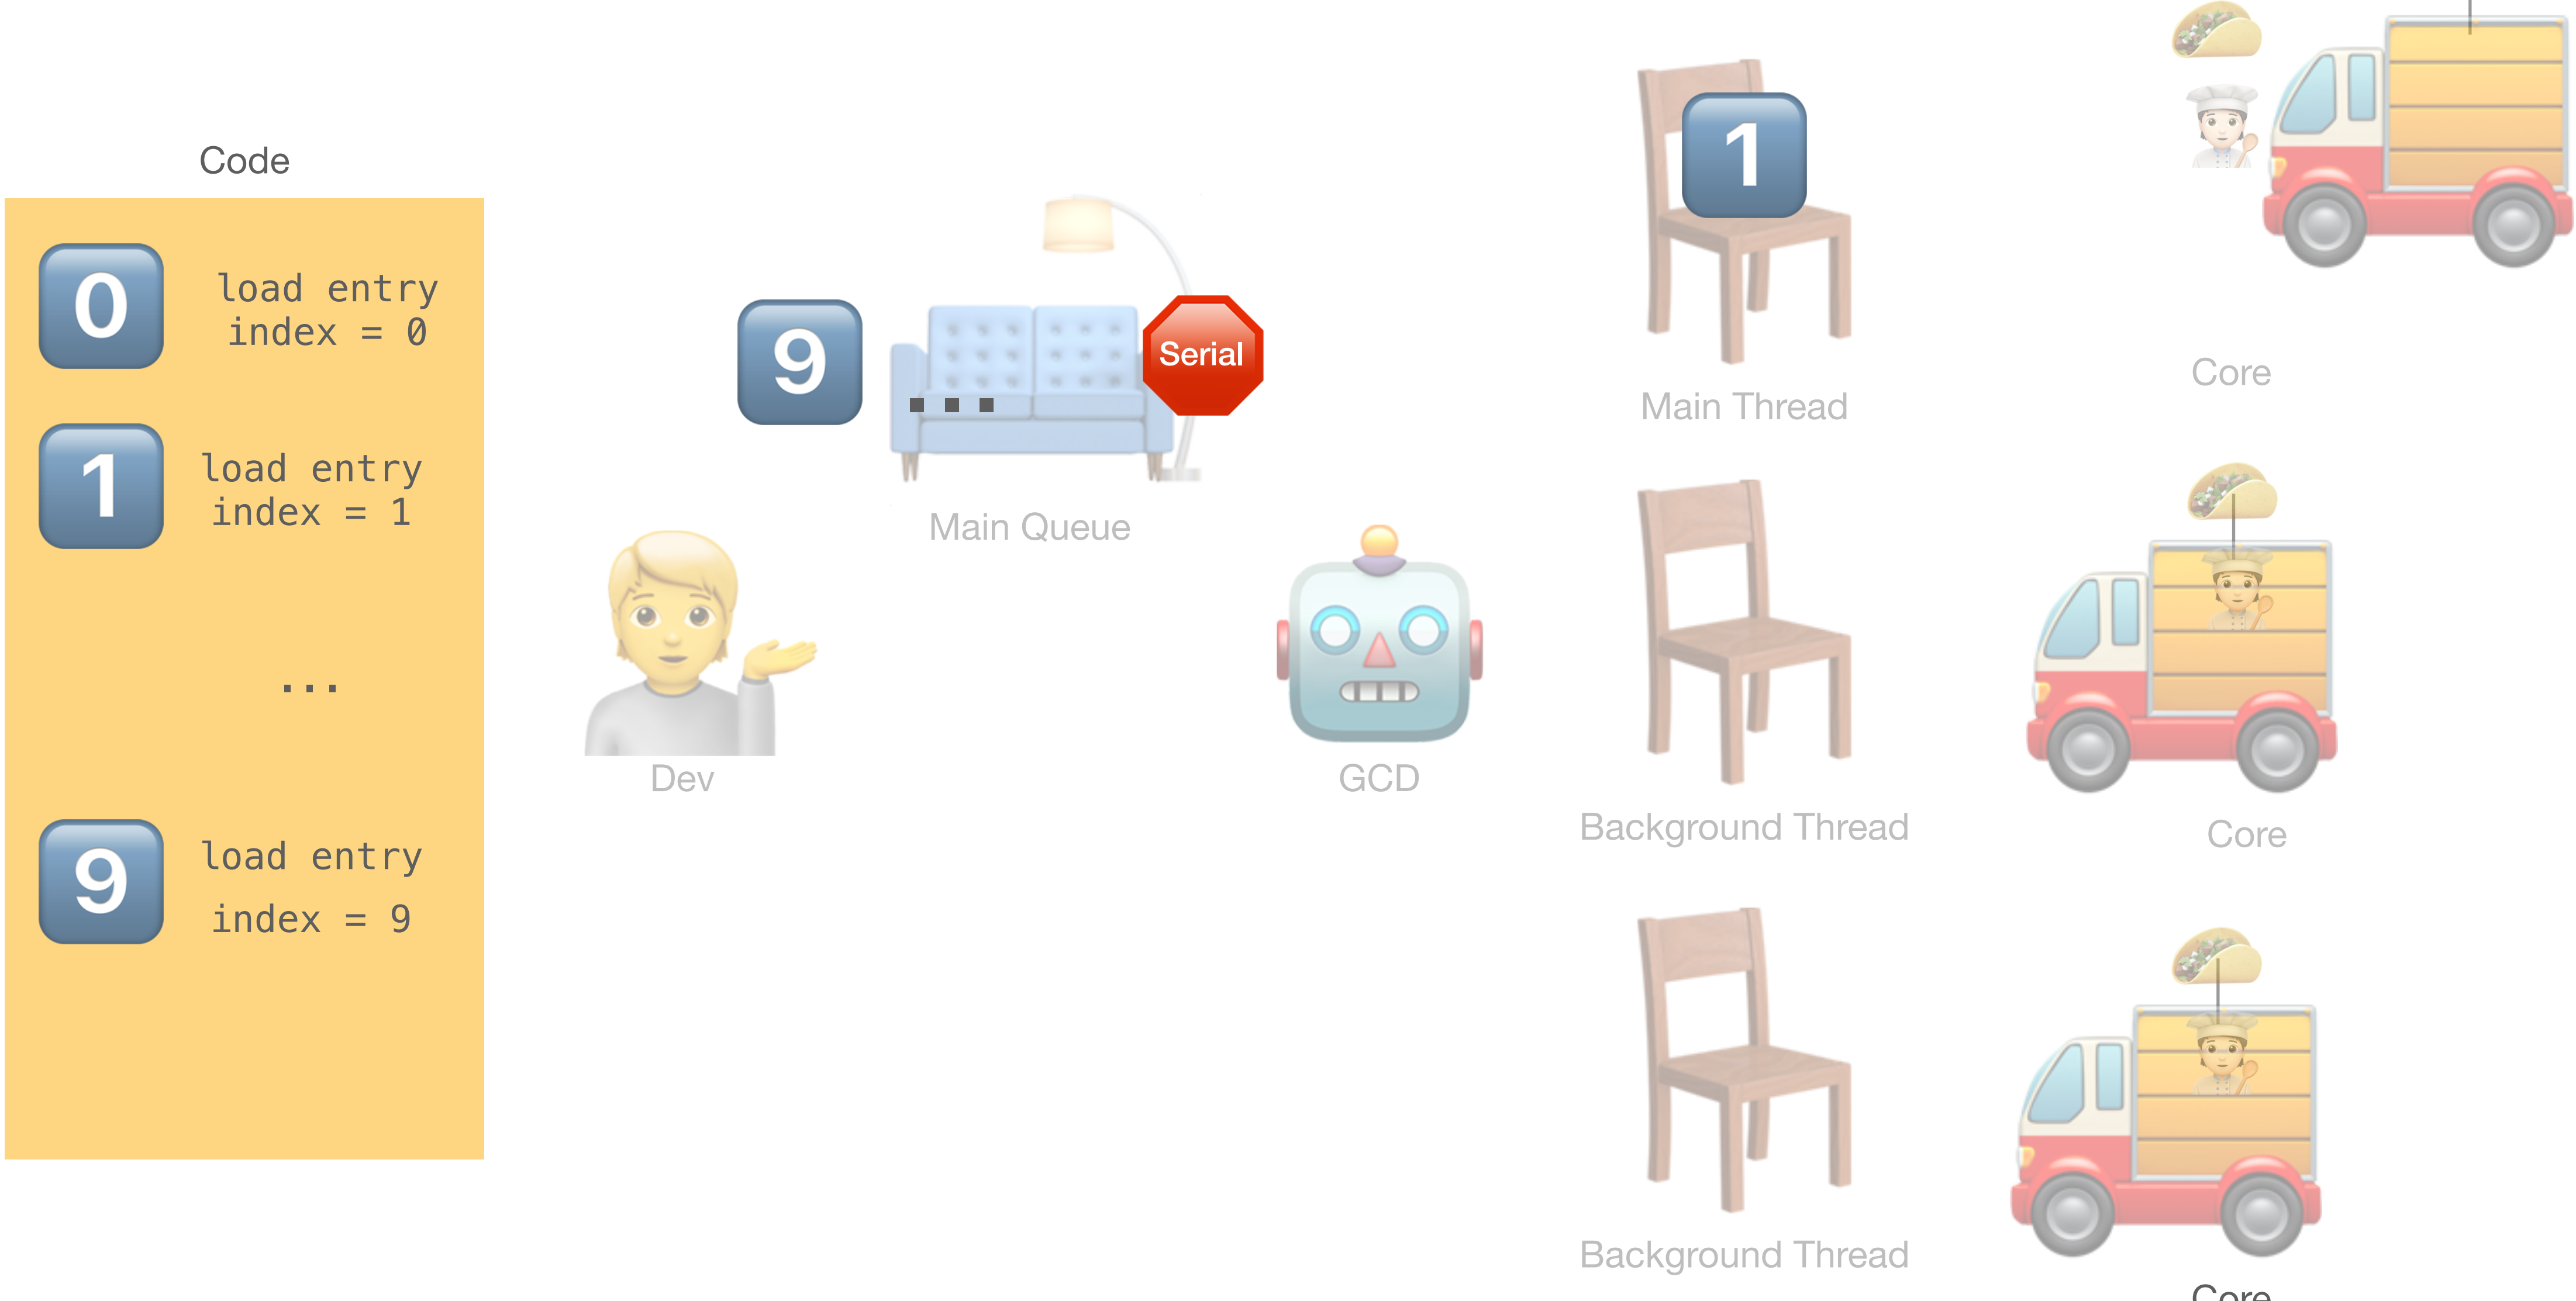 Code
0
load entry
index = 0
1
load entry
index = 1
...
9
load entry
index = 9
9
...
Serial
Main Queue
Dev
GCD
1
Main Thread
Background Thread
Background Thread
Core
Core
Core